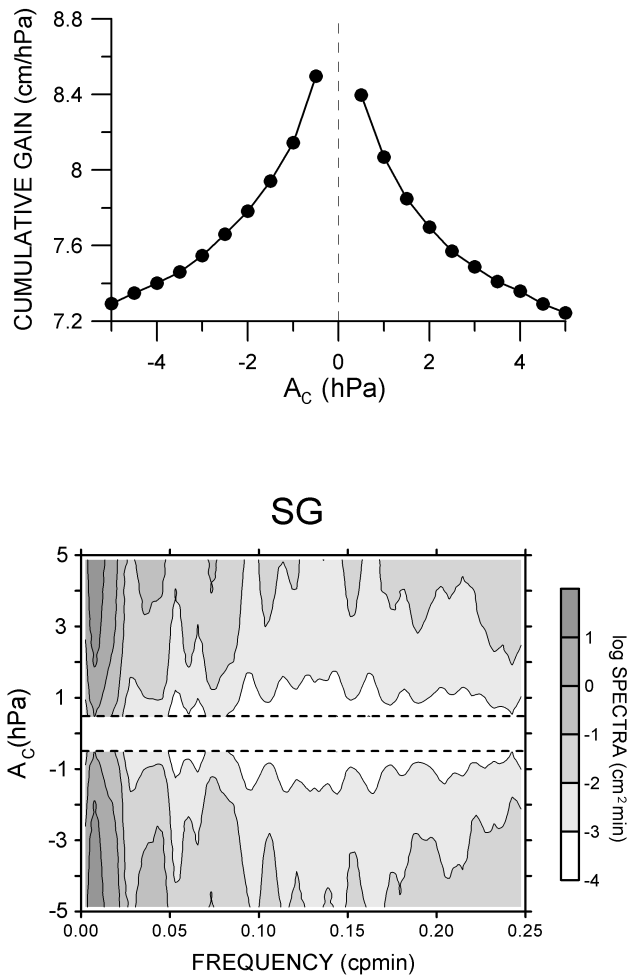 8.8
8.4
8
7.6
7.2
CUMULATIVE GAIN (cm/hPa)
-4 -2 0 2 4
AC (hPa)
SG
5
3
1
-1
-3
-5
AC(hPa)
0.00 0.05 0.10 0.15 0.20 0.25
FREQUENCY (cpmin)
1
0
-1
-2
-3
-4
log SPECTRA (cm2min)